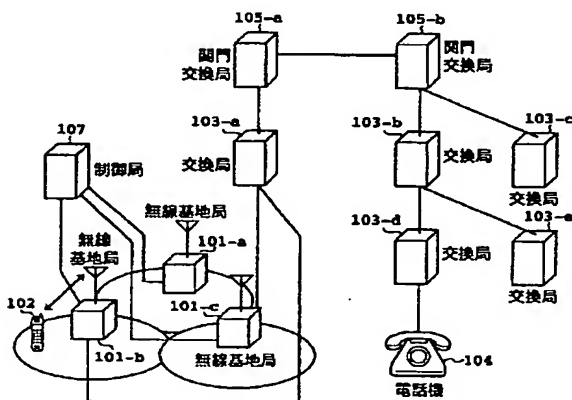 105-a
105-b
関門
交換局
関門
交換局
107
103-a
103-b
103-c
制御局
交換局
交換局
交換局
無線基地局
101-a
103-d
103-e
無線
基地局
交換局
交換局
102
101-c
101-b
無線基地局
104
電話機